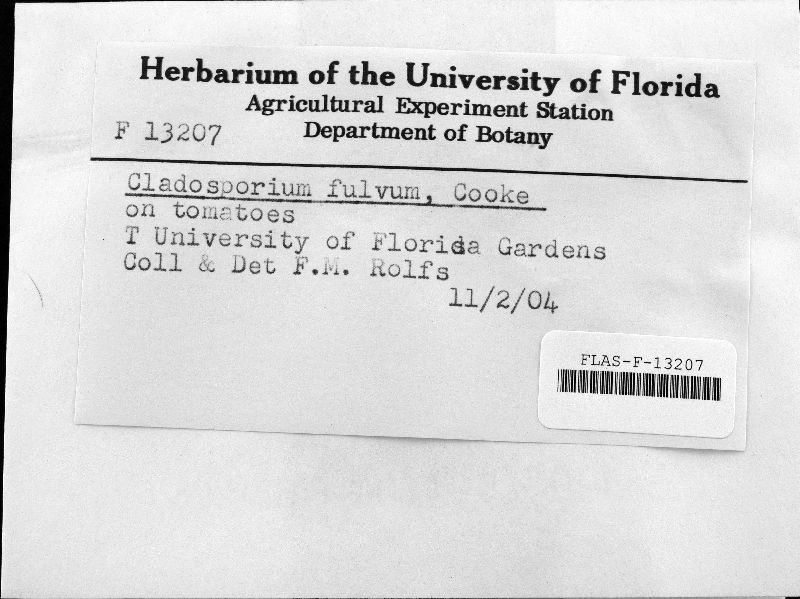 Herbarium of the University of Florida
Agricultural Experiment Station
Department of Botany
F 13207
Cladosporium fulvum, Cooke
on tomatoes
T University of Florida Gardens
Coll & Det F.M. Rolfs
11/2/04
FLAS-F-13207